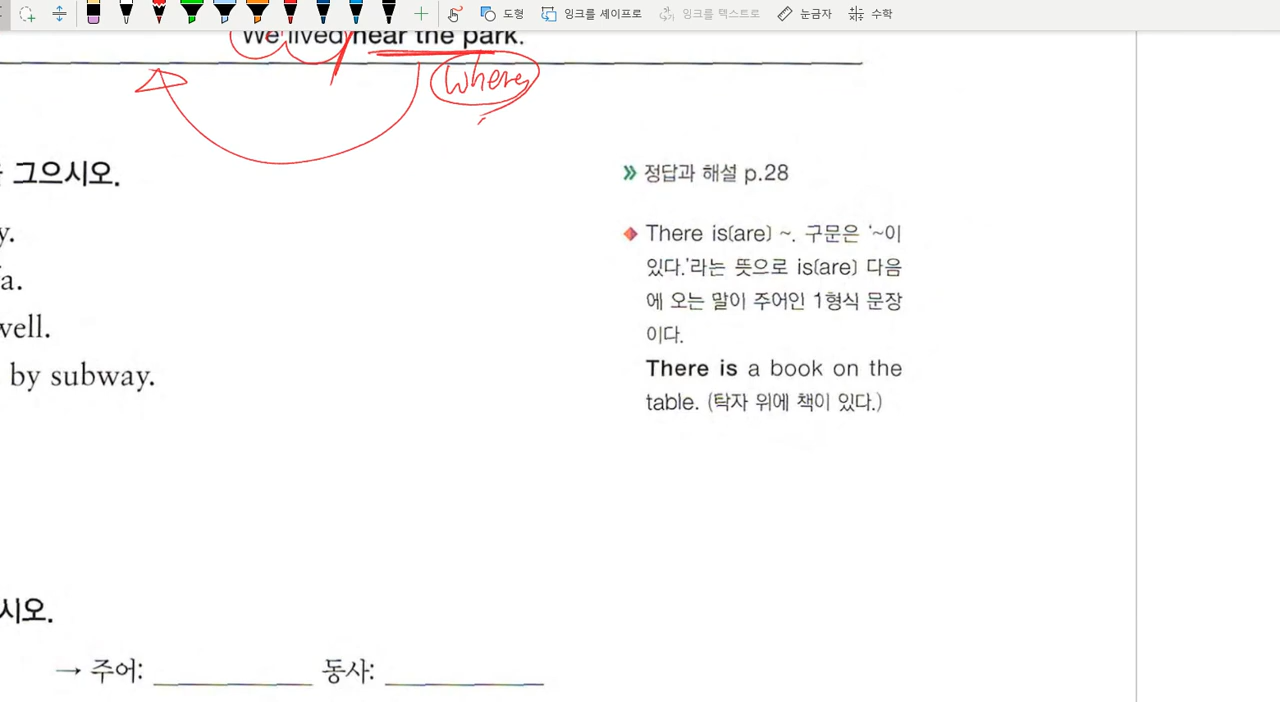 도형 잉크를 셰이프로 잉크를 텍스트로 눈금자 수학
We lived near the park.
where
그으시오.
» 정답과 해설 p.28
y.
a.
well.
by subway.
There is(are) ~. 구문은 '~이
있다.'라는 뜻으로 is(are) 다음
에 오는 말이 주어인 1형식 문장
이다.
There is a book on the
table. (탁자 위에 책이 있다.)
시오.
→ 주어: ____________ 동사: ____________